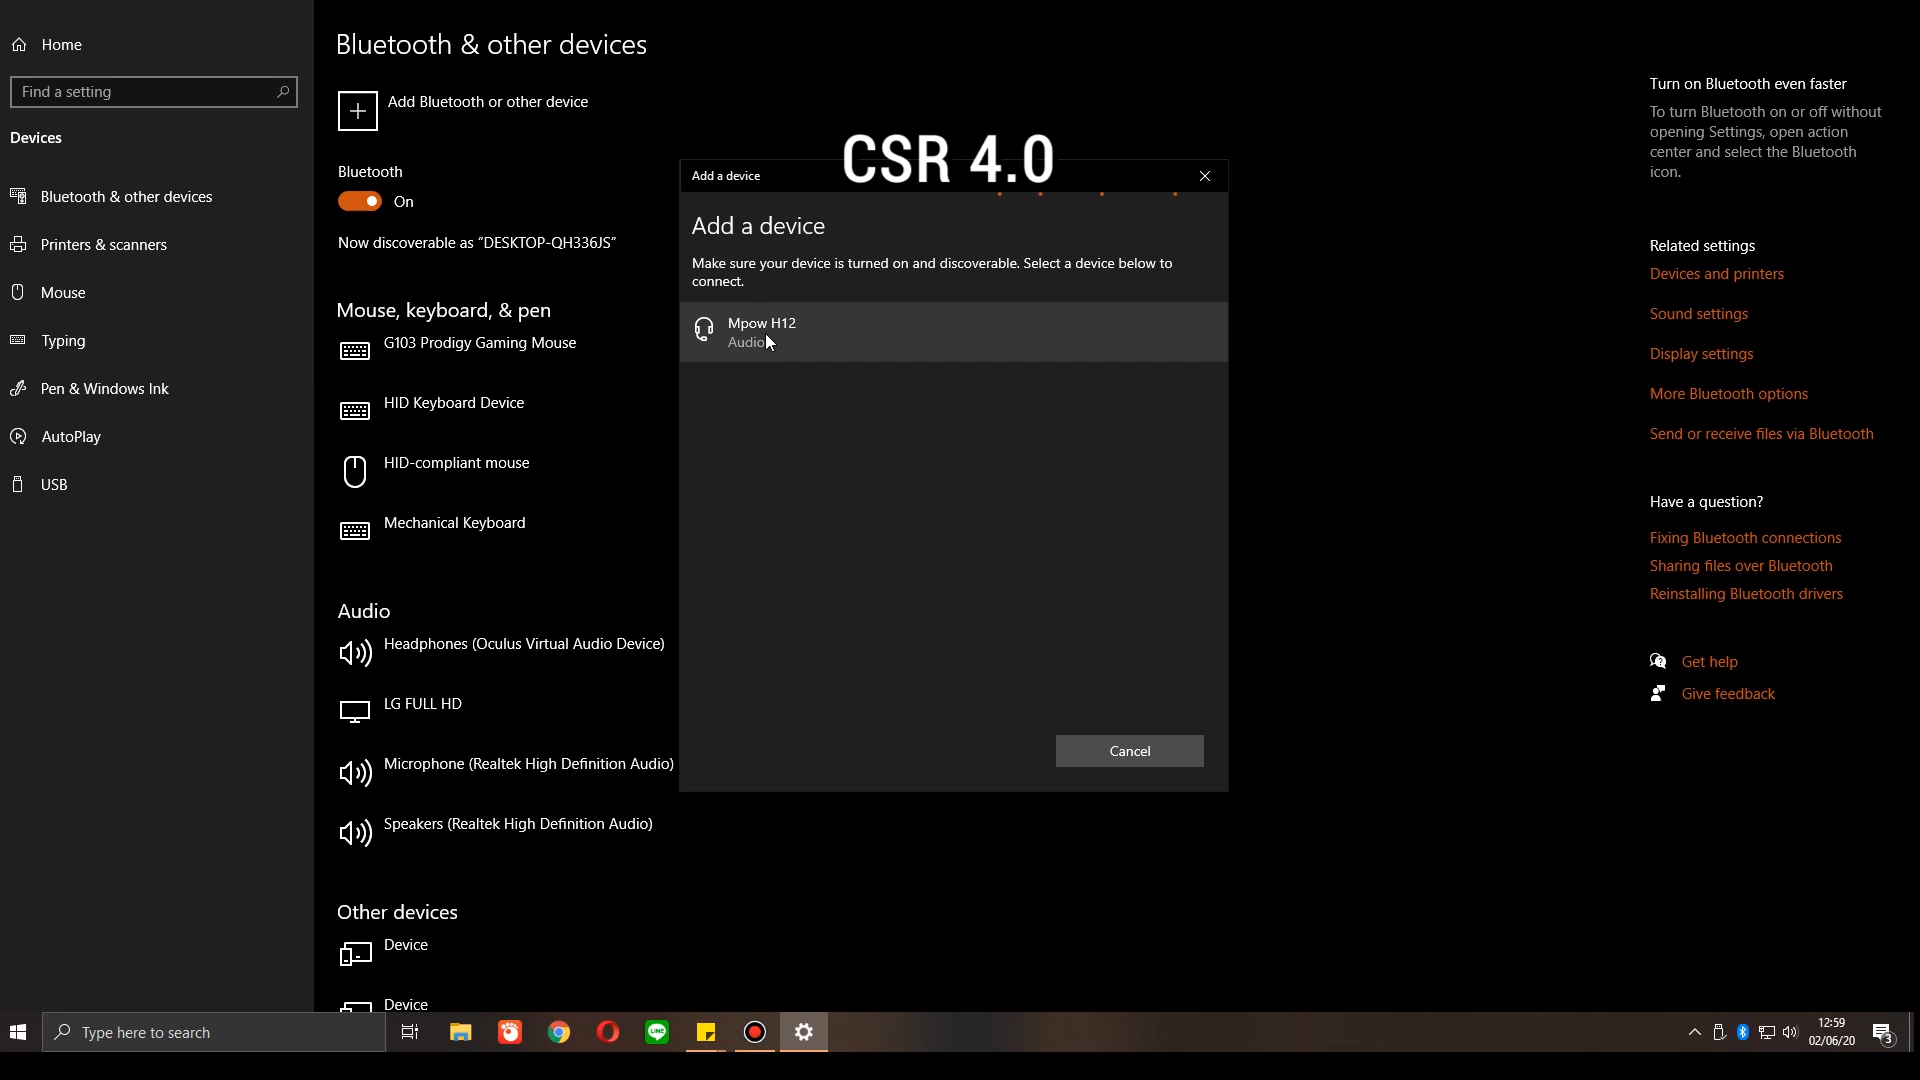 Home
Find a setting
Devices
Bluetooth & other devices
Printers & scanners
Mouse
Typing
Pen & Windows Ink
AutoPlay
USB
Bluetooth & other devices
Add Bluetooth or other device
Bluetooth
On
Now discoverable as "DESKTOP-QH336JS"
Mouse, keyboard, & pen
G103 Prodigy Gaming Mouse
HID Keyboard Device
HID-compliant mouse
Mechanical Keyboard
Audio
Headphones (Oculus Virtual Audio Device)
LG FULL HD
Microphone (Realtek High Definition Audio)
Speakers (Realtek High Definition Audio)
Other devices
Device
Device
CSR 4.0
Add a device
Add a device
Make sure your device is turned on and discoverable. Select a device below to
connect.
Mpow H12
Audio
Cancel
Turn on Bluetooth even faster
To turn Bluetooth on or off without
opening Settings, open action
center and select the Bluetooth
icon.
Related settings
Devices and printers
Sound settings
Display settings
More Bluetooth options
Send or receive files via Bluetooth
Have a question?
Fixing Bluetooth connections
Sharing files over Bluetooth
Reinstalling Bluetooth drivers
Get help
Give feedback
Type here to search
LINE
12:59
02/06/20
3